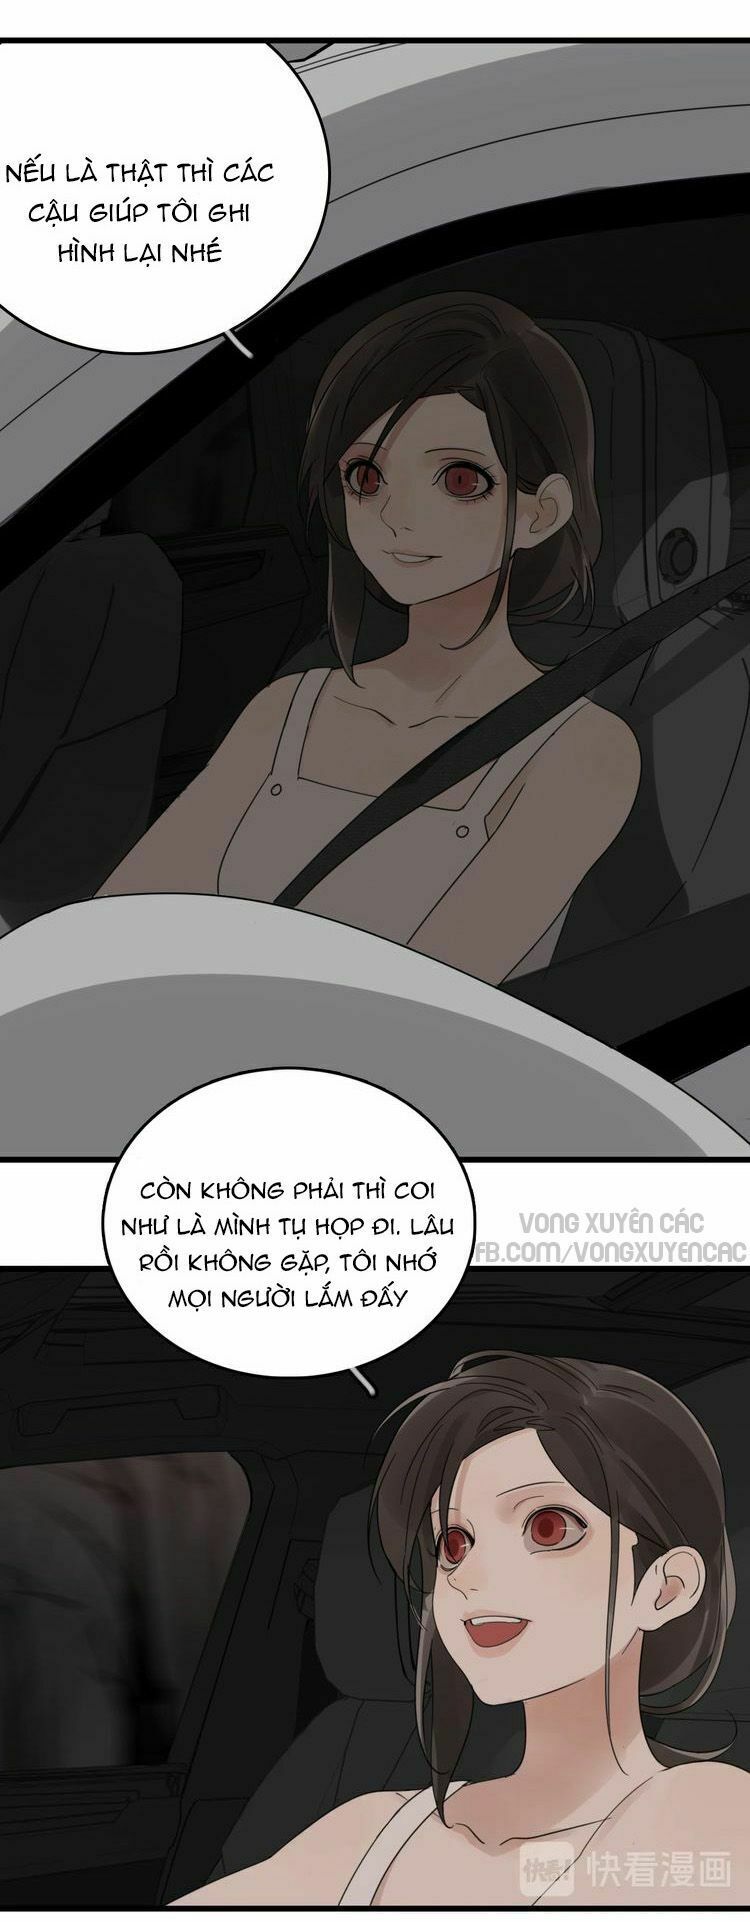 NẾU LÀ THẬT THÌ CÁC
CẬU GIÚP TÔI GHI
HÌNH LẠI NHÉ
CÒN KHÔNG PHẢI THÌ COI
NHƯ LÀ MÌNH TỤ HỌP ĐI. LÂU
RỒI KHÔNG GẶP, TÔI NHỚ
MỌI NGƯỜI LẮM ĐẤY
VONG XUYÊN CÁC
FB.COM/VONGXUYENCAC
快看! 快看漫画